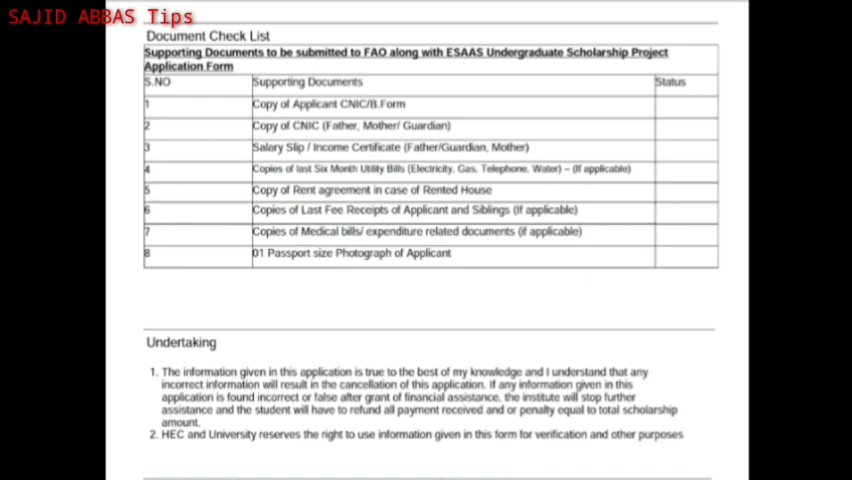 SAJID ABBAS Tips
Document Check List
Supporting Documents to be submitted to FAO along with ESAAS Undergraduate Scholarship Project
Application Form
S.NO Supporting Documents Status
1 Copy of Applicant CNIC/B.Form
2 Copy of CNIC (Father, Mother/ Guardian)
3 Salary Slip / Income Certificate (Father/Guardian, Mother)
4 Copies of last Six Month Utility Bills (Electricity, Gas, Telephone, Water) – (If applicable)
5 Copy of Rent agreement in case of Rented House
6 Copies of Last Fee Receipts of Applicant and Siblings (If applicable)
7 Copies of Medical bills/ expenditure related documents (if applicable)
8 01 Passport size Photograph of Applicant
Undertaking
1. The information given in this application is true to the best of my knowledge and I understand that any
incorrect information will result in the cancellation of this application. If any information given in this
application is found incorrect or false after grant of financial assistance, the institute will stop further
assistance and the student will have to refund all payment received and or penalty equal to total scholarship
amount.
2. HEC and University reserves the right to use information given in this form for verification and other purposes